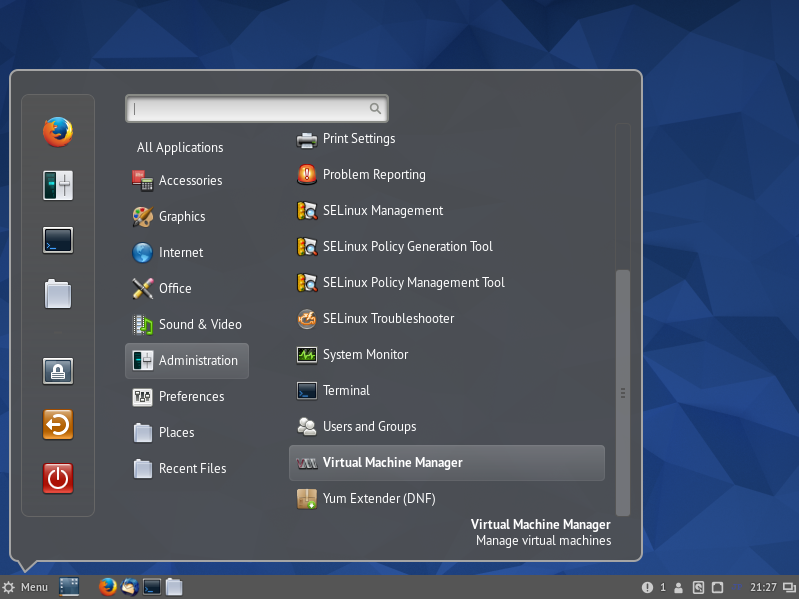 All Applications
Accessories
Graphics
Internet
Office
Sound & Video
Administration
Preferences
Places
Recent Files
Print Settings
Problem Reporting
SELinux Management
SELinux Policy Generation Tool
SELinux Policy Management Tool
SELinux Troubleshooter
System Monitor
Terminal
Users and Groups
Virtual Machine Manager
Yum Extender (DNF)
Virtual Machine Manager
Manage virtual machines
Menu
1
21:27